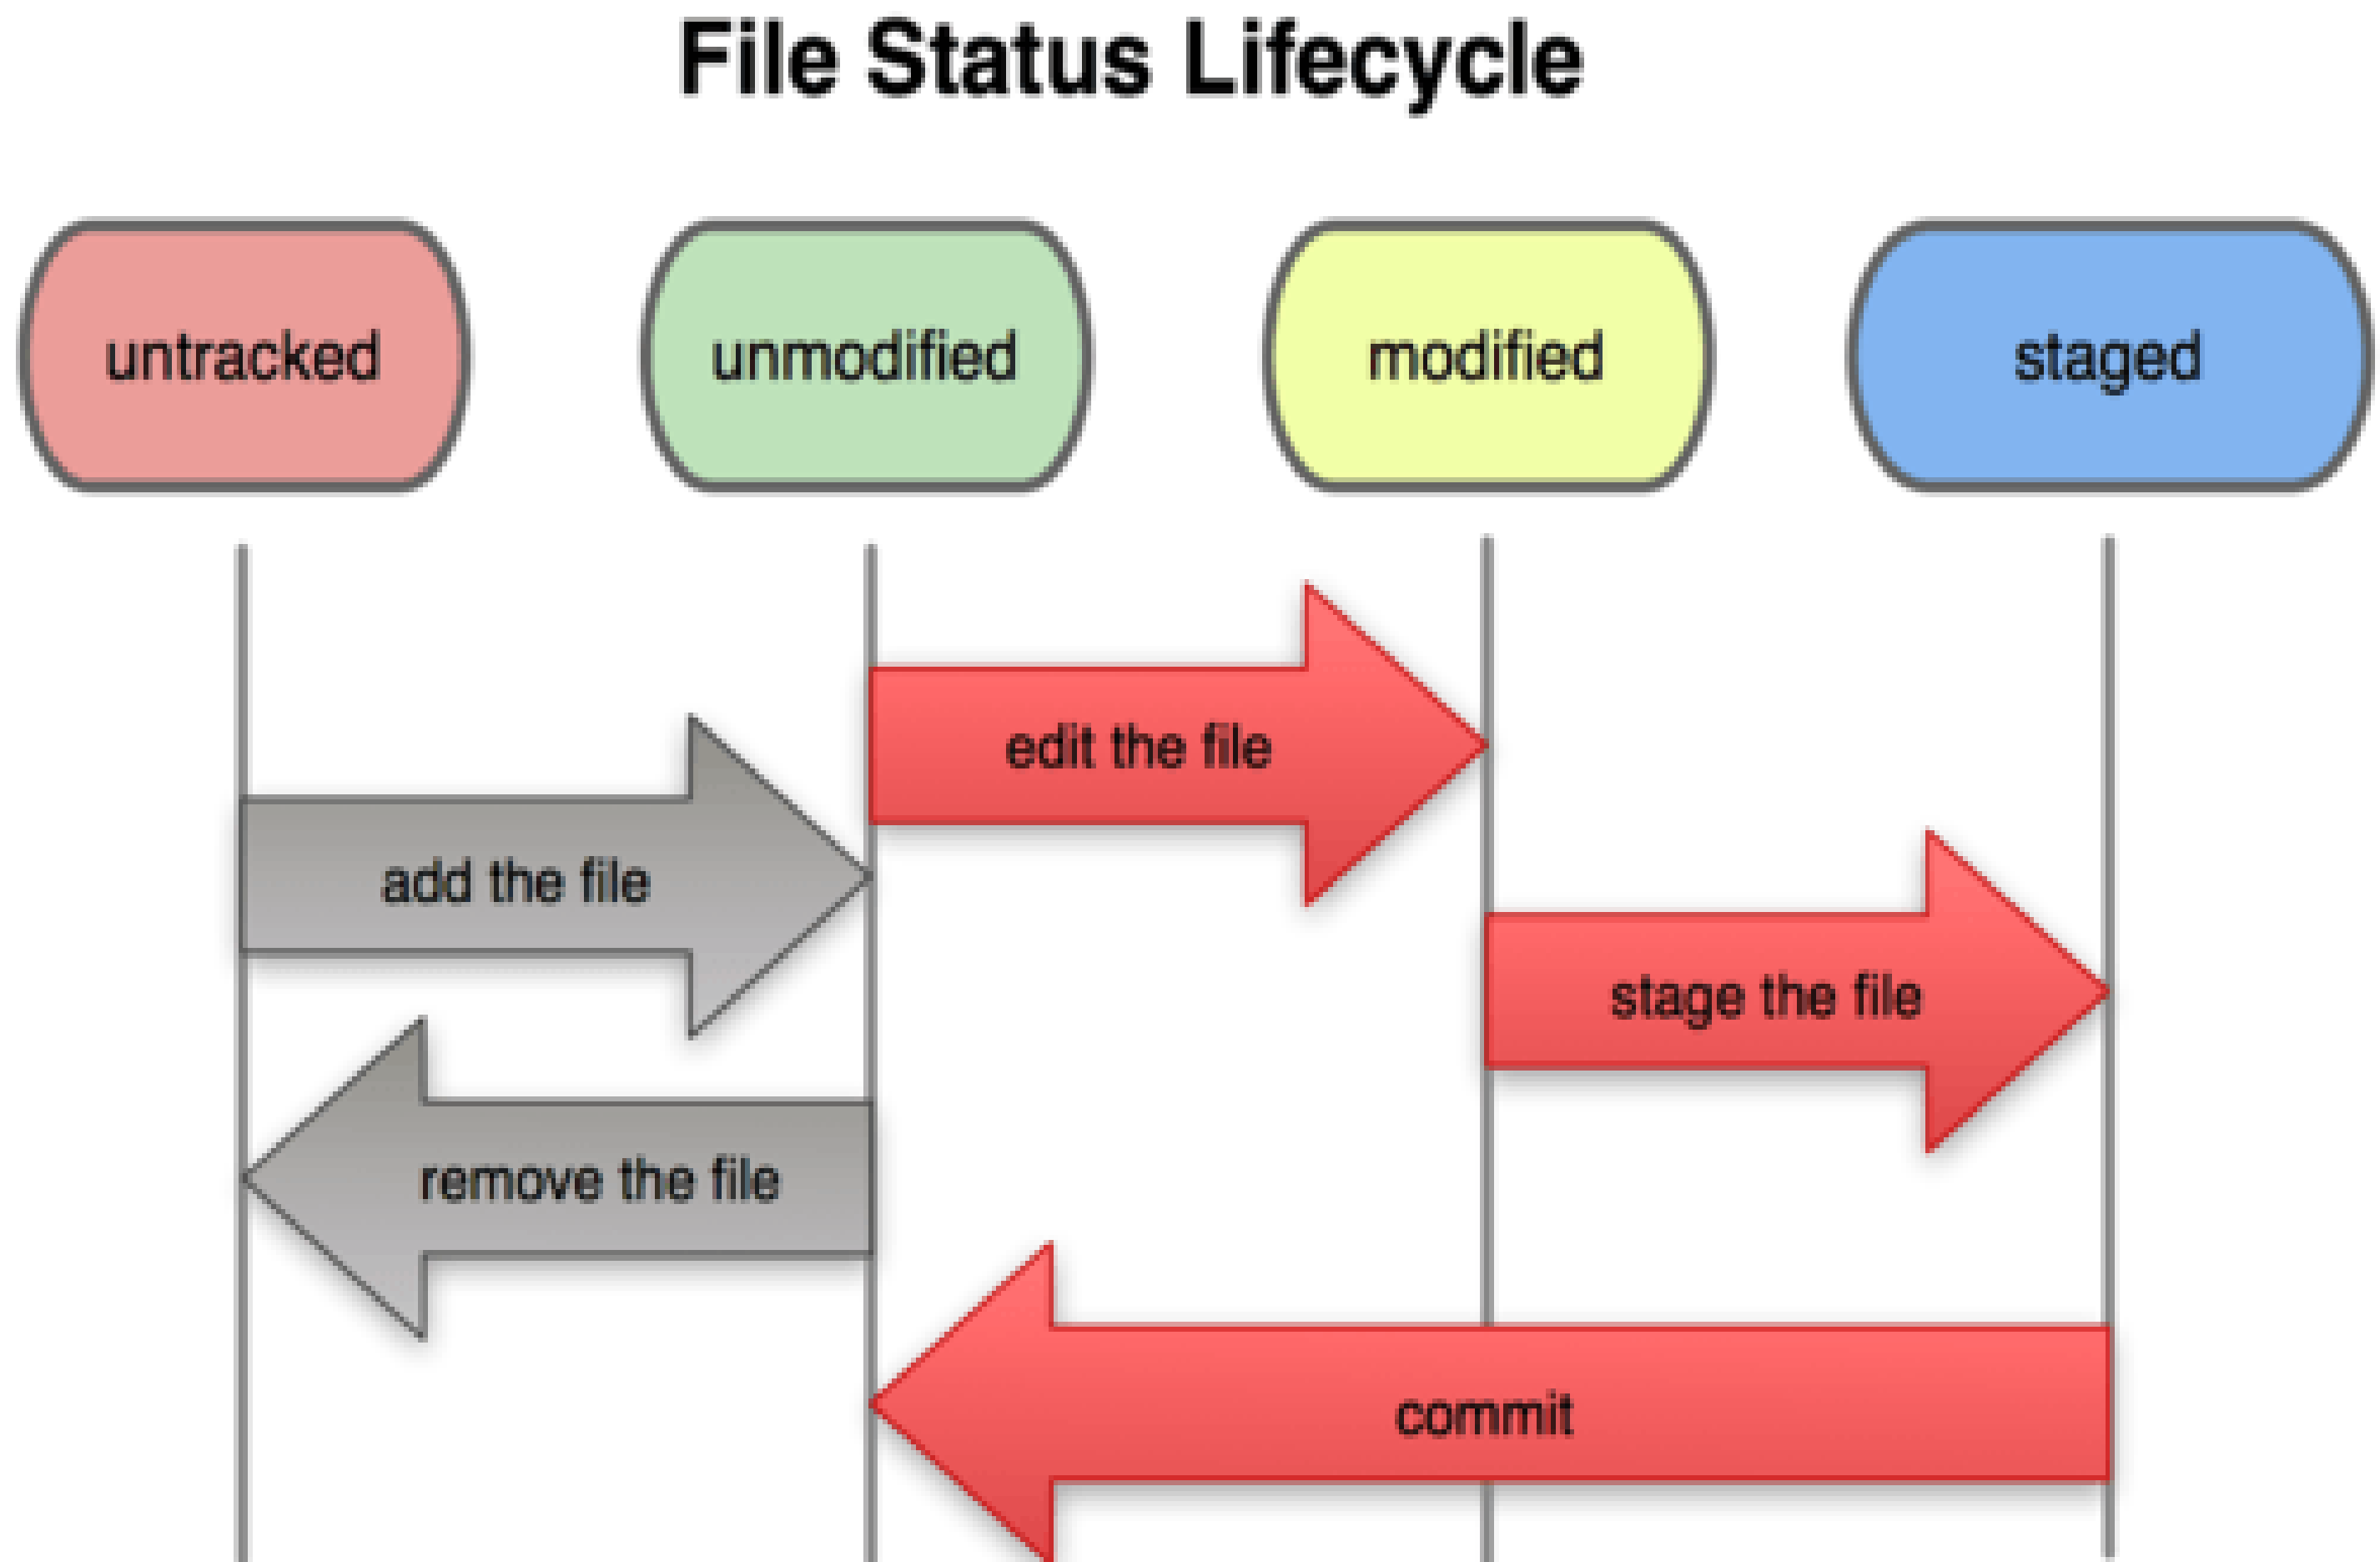 File Status Lifecycle
untracked
unmodified
modified
staged
edit the file
add the file
stage the file
remove the file
commit